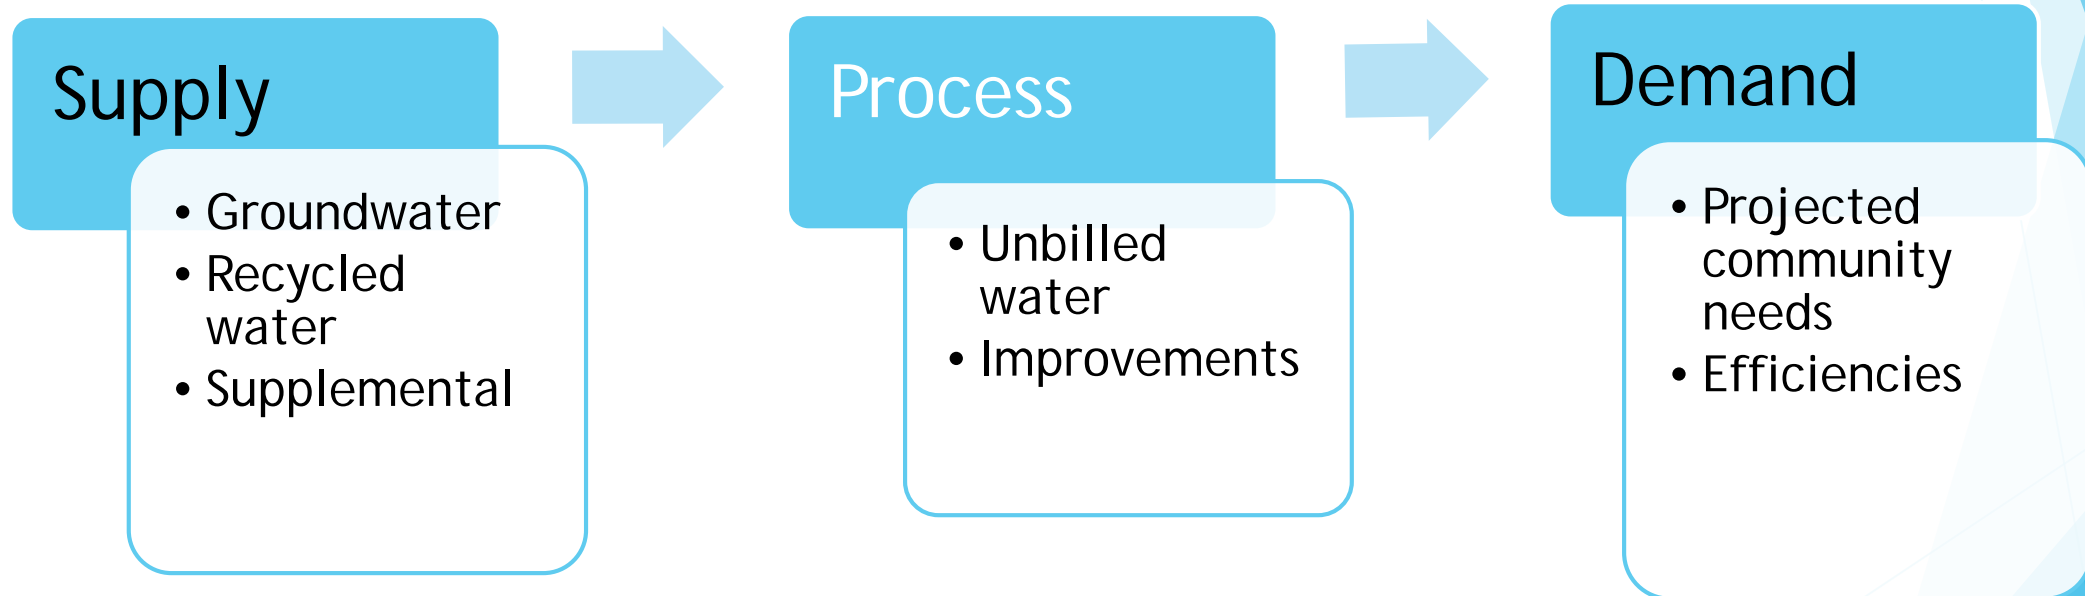 Supply
• Groundwater
• Recycled
water
• Supplemental
Process
• Unbilled
water
• Improvements
Demand
• Projected
community
needs
• Efficiencies